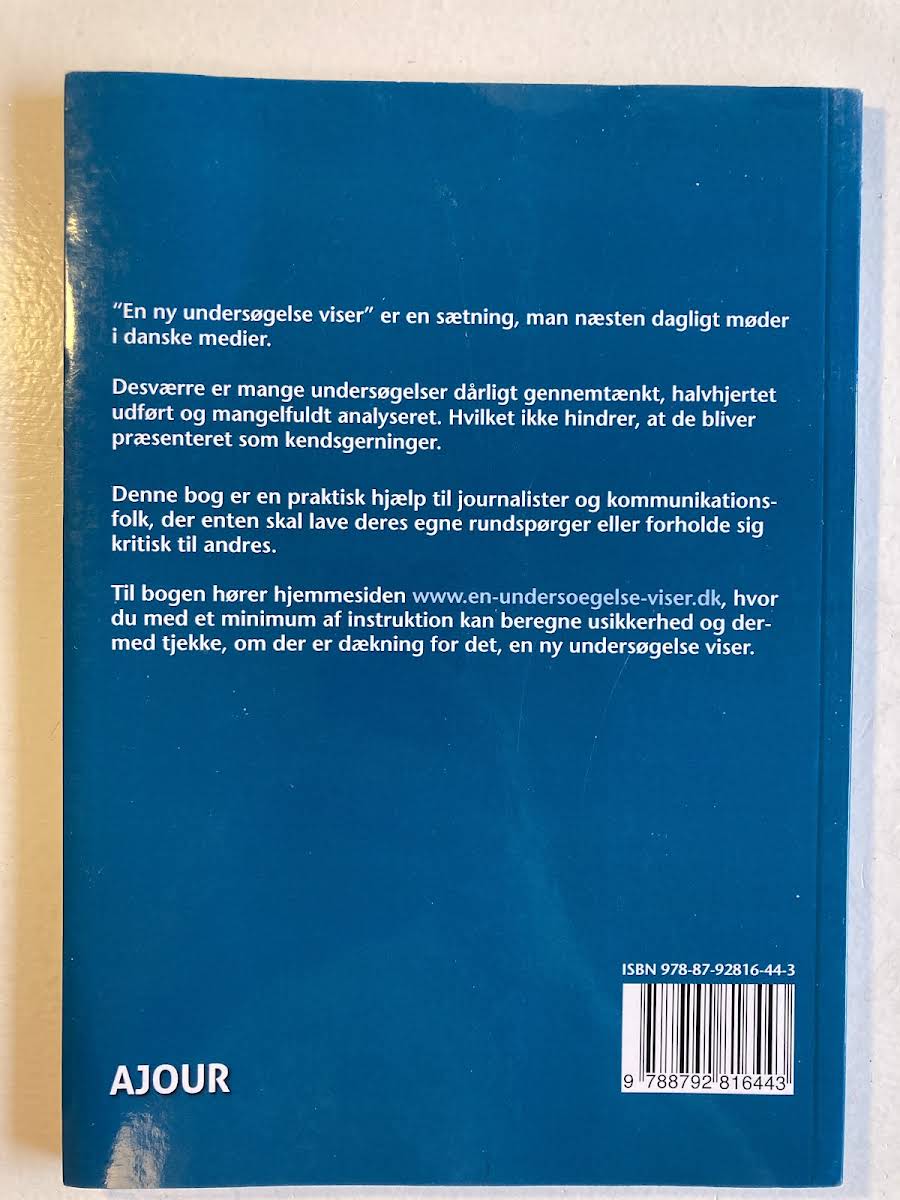 "En ny undersøgelse viser" er en sætning, man næsten dagligt møder
i danske medier.
Desværre er mange undersøgelser dårligt gennemtænkt, halvhjertet
udført og mangelfuldt analyseret. Hvilket ikke hindrer, at de bliver
præsenteret som kendsgerninger.
Denne bog er en praktisk hjælp til journalister og kommunikations-
folk, der enten skal lave deres egne rundspørger eller forholde sig
kritisk til andres.
Til bogen hører hjemmesiden www.en-undersoegelse-viser.dk, hvor
du med et minimum af instruktion kan beregne usikkerhed og der-
med tjekke, om der er dækning for det, en ny undersøgelse viser.
ISBN 978-87-92816-44-3
9 788792 816443
AJOUR